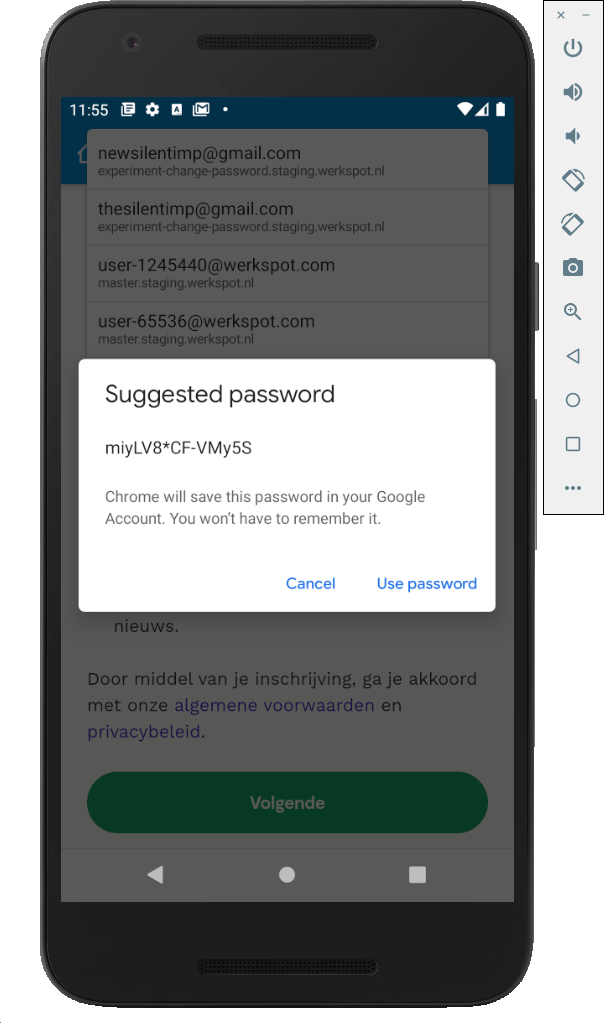 11:55
newsilentimp@gmail.com
experiment-change-password.staging.werkspot.nl
thesilentimp@gmail.com
experiment-change-password.staging.werkspot.nl
user-1245440@werkspot.com
master.staging.werkspot.nl
user-65536@werkspot.com
master.staging.werkspot.nl
Suggested password
miyLV8*CF-VMy5S
Chrome will save this password in your Google
Account. You won't have to remember it.
Cancel Use password
nieuws.
Door middel van je inschrijving, ga je akkoord
met onze algemene voorwaarden en
privacybeleid.
Volgende